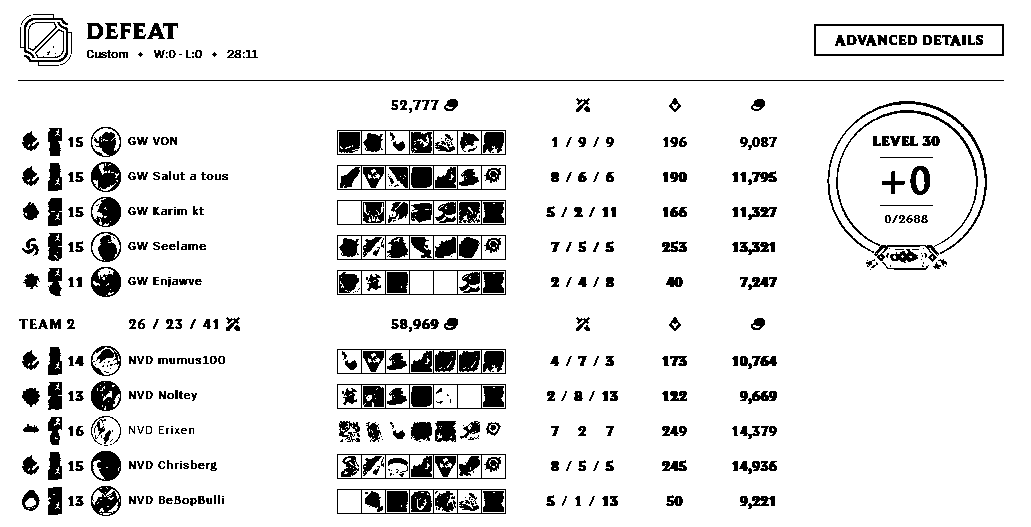 DEFEAT
Custom ✦ W:0 - L:0 ✦ 28:11
ADVANCED DETAILS
52,777
15 GW VON 1 / 9 / 9 196 9,087
15 GW Salut a tous 8 / 6 / 6 190 11,795
15 GW Karim kt 5 / 2 / 11 166 11,327
15 GW Seelame 7 / 5 / 5 253 13,321
11 GW Enjawve 2 / 4 / 8 40 7,247
LEVEL 30
+0
0/2688
TEAM 2 26 / 23 / 41 58,969
14 NVD mumus100 4 / 7 / 3 173 10,764
13 NVD Noltey 2 / 8 / 13 122 9,669
16 NVD Erixen 7 2 7 249 14,379
15 NVD Chrisberg 8 / 5 / 5 245 14,936
13 NVD BeBopBulli 5 / 1 / 13 50 9,221